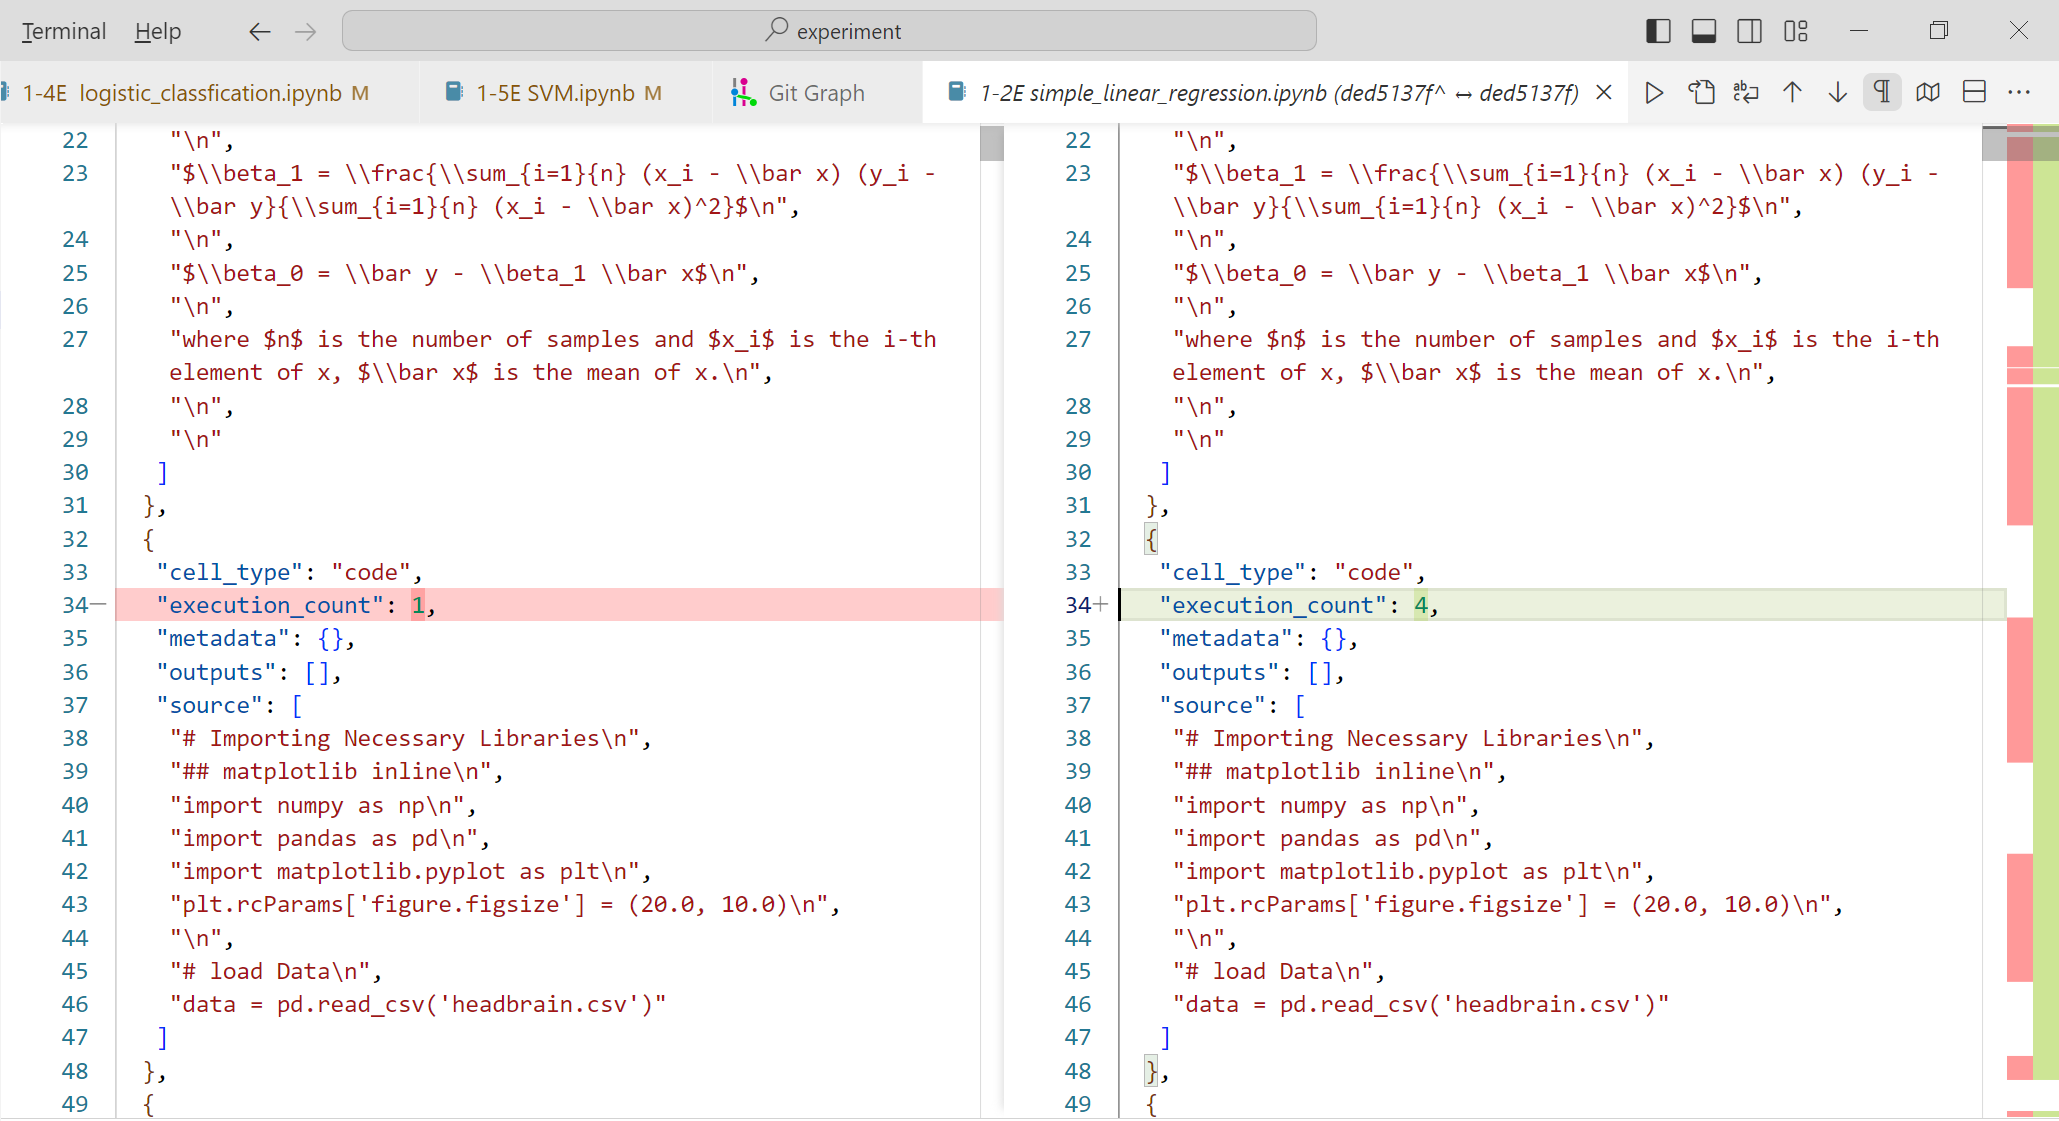 Terminal Help experiment
1-4E logistic_classfication.ipynb M 1-5E SVM.ipynb M Git Graph 1-2E simple_linear_regression.ipynb (ded5137f^ ↔ ded5137f)
22 "\n",
23 "$\\beta_1 = \\frac{\\sum_{i=1}{n} (x_i - \\bar x) (y_i -
\\bar y}{\\sum_{i=1}{n} (x_i - \\bar x)^2}$\n",
24 "\n",
25 "$\\beta_0 = \\bar y - \\beta_1 \\bar x$\n",
26 "\n",
27 "where $n$ is the number of samples and $x_i$ is the i-th
element of x, $\\bar x$ is the mean of x.\n",
28 "\n",
29 "\n"
30 ]
31 },
32 {
33 "cell_type": "code",
34— "execution_count": 1,
35 "metadata": {},
36 "outputs": [],
37 "source": [
38 "# Importing Necessary Libraries\n",
39 "## matplotlib inline\n",
40 "import numpy as np\n",
41 "import pandas as pd\n",
42 "import matplotlib.pyplot as plt\n",
43 "plt.rcParams['figure.figsize'] = (20.0, 10.0)\n",
44 "\n",
45 "# load Data\n",
46 "data = pd.read_csv('headbrain.csv')"
47 ]
48 },
49 {
22 "\n",
23 "$\\beta_1 = \\frac{\\sum_{i=1}{n} (x_i - \\bar x) (y_i -
\\bar y}{\\sum_{i=1}{n} (x_i - \\bar x)^2}$\n",
24 "\n",
25 "$\\beta_0 = \\bar y - \\beta_1 \\bar x$\n",
26 "\n",
27 "where $n$ is the number of samples and $x_i$ is the i-th
element of x, $\\bar x$ is the mean of x.\n",
28 "\n",
29 "\n"
30 ]
31 },
32 {
33 "cell_type": "code",
34+ "execution_count": 4,
35 "metadata": {},
36 "outputs": [],
37 "source": [
38 "# Importing Necessary Libraries\n",
39 "## matplotlib inline\n",
40 "import numpy as np\n",
41 "import pandas as pd\n",
42 "import matplotlib.pyplot as plt\n",
43 "plt.rcParams['figure.figsize'] = (20.0, 10.0)\n",
44 "\n",
45 "# load Data\n",
46 "data = pd.read_csv('headbrain.csv')"
47 ]
48 },
49 {